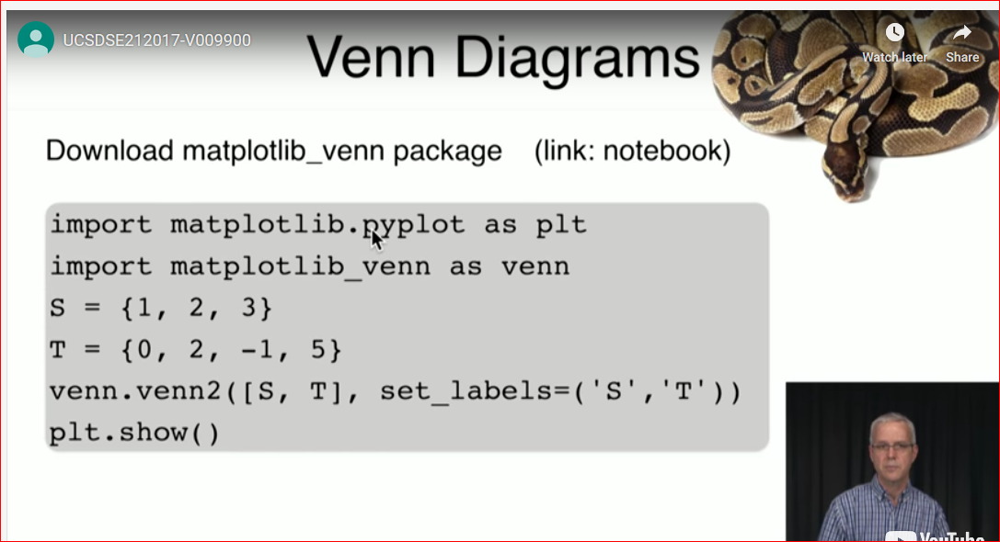 UCSDSE212017-V009900
Venn Diagrams
Watch later
Share
Download matplotlib_venn package (link: notebook)
import matplotlib.pyplot as plt
import matplotlib_venn as venn
S = {1, 2, 3}
T = {0, 2, -1, 5}
venn.venn2([S, T], set_labels=('S','T'))
plt.show()
YouTube